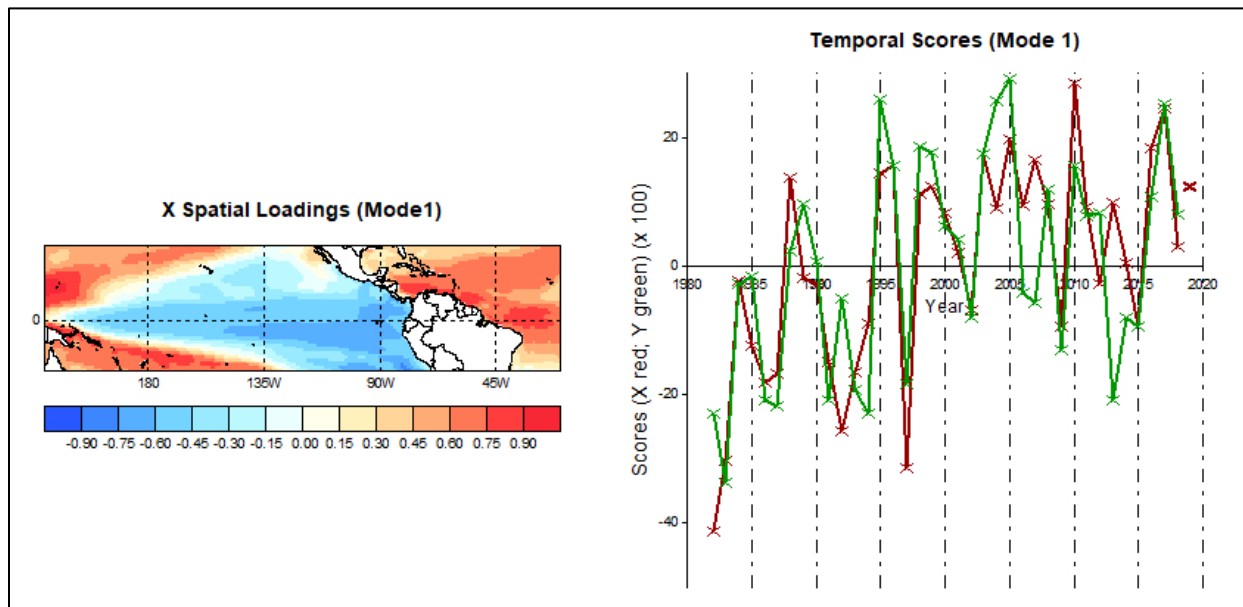 X Spatial Loadings (Mode1)
0
180 135W 90W 45W
-0.90 -0.75 -0.60 -0.45 -0.30 -0.15 0.00 0.15 0.30 0.45 0.60 0.75 0.90
Temporal Scores (Mode 1)
Scores (X red; Y green) (x 100)
20
0
1980 1985 1990 1995 2000 2005 2010 2015 2020
Year
-20
-40